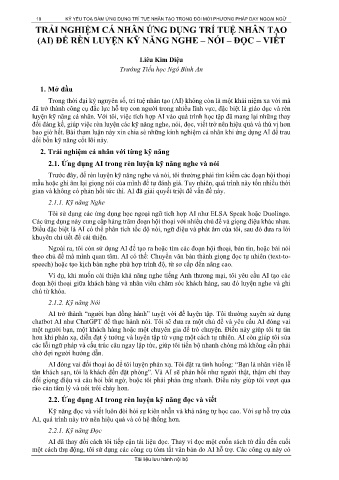 18 KỶ YẾU TỌA ĐÀM ỨNG DỤNG TRÍ TUỆ NHÂN TẠO TRONG ĐỔI MỚI PHƯƠNG PHÁP DẠY NGOẠI NGỮ
TRẢI NGHIỆM CÁ NHÂN ỨNG DỤNG TRÍ TUỆ NHÂN TẠO
(AI) ĐỂ RÈN LUYỆN KỸ NĂNG NGHE – NÓI – ĐỌC – VIẾT
Liêu Kim Diệu
Trường Tiểu học Ngũ Bình An
1. Mở đầu
Trong thời đại kỷ nguyên số, trí tuệ nhân tạo (AI) không còn là một khái niệm xa vời mà
đã trở thành công cụ đắc lực hỗ trợ con người trong nhiều lĩnh vực, đặc biệt là giáo dục và rèn
luyện kỹ năng cá nhân. Với tôi, việc tích hợp AI vào quá trình học tập đã mang lại những thay
đổi đáng kể, giúp việc rèn luyện các kỹ năng nghe, nói, đọc, viết trở nên hiệu quả và thú vị hơn
bao giờ hết. Bài tham luận này xin chia sẻ những kinh nghiệm cá nhân khi ứng dụng AI để trau
dồi bốn kỹ năng cốt lõi này.
2. Trải nghiệm cá nhân với từng kỹ năng
2.1. Ứng dụng AI trong rèn luyện kỹ năng nghe và nói
Trước đây, để rèn luyện kỹ năng nghe và nói, tôi thường phải tìm kiếm các đoạn hội thoại
mẫu hoặc ghi âm lại giọng nói của mình để tự đánh giá. Tuy nhiên, quá trình này tốn nhiều thời
gian và không có phản hồi tức thì. AI đã giải quyết triệt để vấn đề này.
2.1.1. Kỹ năng Nghe
Tôi sử dụng các ứng dụng học ngoại ngữ tích hợp AI như ELSA Speak hoặc Duolingo.
Các ứng dụng này cung cấp hàng trăm đoạn hội thoại với nhiều chủ đề và giọng điệu khác nhau.
Điều đặc biệt là AI có thể phân tích tốc độ nói, ngữ điệu và phát âm của tôi, sau đó đưa ra lời
khuyên chi tiết để cải thiện.
Ngoài ra, tôi còn sử dụng AI để tạo ra hoặc tìm các đoạn hội thoại, bản tin, hoặc bài nói
theo chủ đề mà mình quan tâm. AI có thể: Chuyển văn bản thành giọng đọc tự nhiên (text-to-
speech) hoặc tạo kịch bản nghe phù hợp trình độ, từ sơ cấp đến nâng cao.
Ví dụ, khi muốn cải thiện khả năng nghe tiếng Anh thương mại, tôi yêu cầu AI tạo các
đoạn hội thoại giữa khách hàng và nhân viên chăm sóc khách hàng, sau đó luyện nghe và ghi
chú từ khóa.
2.1.2. Kỹ năng Nói
AI trở thành "người bạn đồng hành" tuyệt vời để luyện tập. Tôi thường xuyên sử dụng
chatbot AI như ChatGPT để thực hành nói. Tôi sẽ đưa ra một chủ đề và yêu cầu AI đóng vai
một người bạn, một khách hàng hoặc một chuyên gia để trò chuyện. Điều này giúp tôi tự tin
hơn khi phản xạ, diễn đạt ý tưởng và luyện tập từ vựng một cách tự nhiên. AI còn giúp tôi sửa
các lỗi ngữ pháp và cấu trúc câu ngay lập tức, giúp tôi tiến bộ nhanh chóng mà không cần phải
chờ đợi người hướng dẫn.
AI đóng vai đối thoại ảo để tôi luyện phản xạ. Tôi đặt ra tình huống: "Bạn là nhân viên lễ
tân khách sạn, tôi là khách đến đặt phòng". Và AI sẽ phản hồi như người thật, thậm chí thay
đổi giọng điệu và câu hỏi bất ngờ, buộc tôi phải phản ứng nhanh. Điều này giúp tôi vượt qua
rào cản tâm lý và nói trôi chảy hơn.
2.2. Ứng dụng AI trong rèn luyện kỹ năng đọc và viết
Kỹ năng đọc và viết luôn đòi hỏi sự kiên nhẫn và khả năng tự học cao. Với sự hỗ trợ của
AI, quá trình này trở nên hiệu quả và có hệ thống hơn.
2.2.1. Kỹ năng Đọc
AI đã thay đổi cách tôi tiếp cận tài liệu đọc. Thay vì đọc một cuốn sách từ đầu đến cuối
một cách thụ động, tôi sử dụng các công cụ tóm tắt văn bản do AI hỗ trợ. Các công cụ này có
Tài liệu lưu hành nội bộ